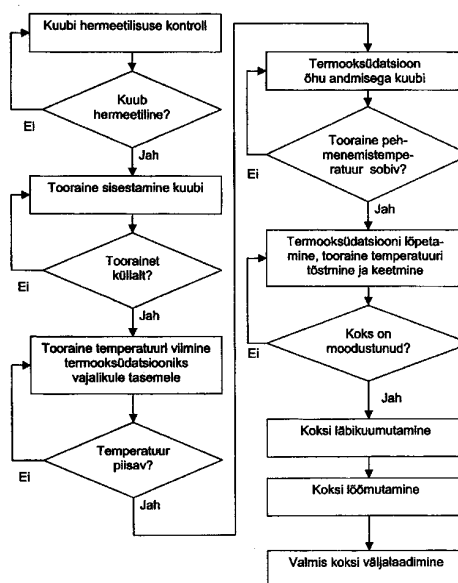 Kuubi hermeetilisuse kontroll
Kuub
hermeetiline?
Ei
Jah
Tooraine sisestamine kuubi
Toorainet
küllalt?
Ei
Jah
Tooraine temperatuuri viimine
termooksüdatsiooniks
vajalikule tasemele
Temperatuur
piisav?
Ei
Jah
Termooksüdatsioon
õhu andmisega kuubi
Tooraine peh-
menemistempe-
ratuur sobiv?
Ei
Jah
Termooksüdatsiooni lõpeta-
mine, tooraine temperatuuri
tõstmine ja keetmine
Koks on
moodustunud?
Ei
Jah
Koksi läbikuumutamine
Koksi lõõmutamine
Valmis koksi väljalaadimine